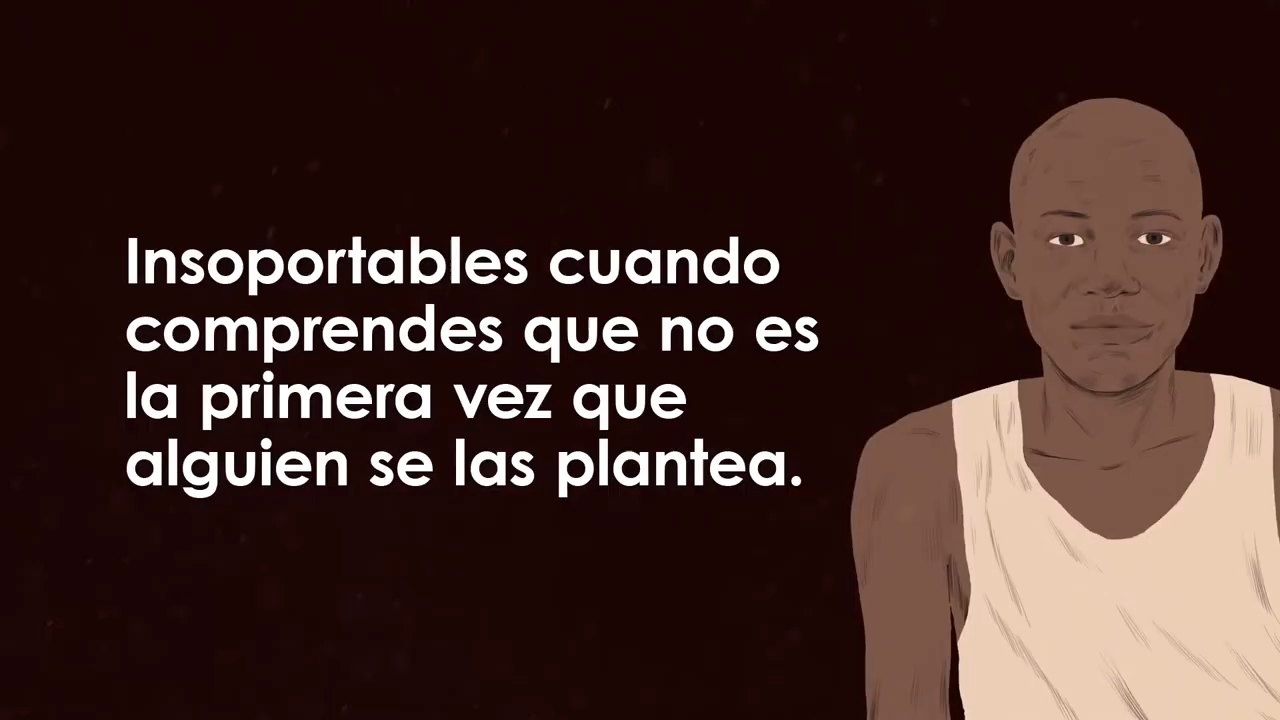 Insoportables cuando
comprendes que no es
la primera vez que
alguien se las plantea.